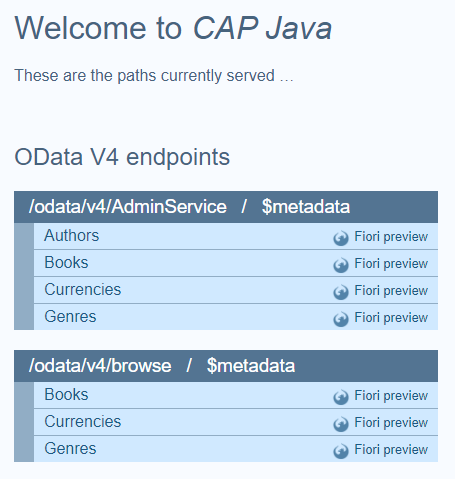 Welcome to CAP Java
These are the paths currently served …
OData V4 endpoints
/odata/v4/AdminService / $metadata
Authors Fiori preview
Books Fiori preview
Currencies Fiori preview
Genres Fiori preview
/odata/v4/browse / $metadata
Books Fiori preview
Currencies Fiori preview
Genres Fiori preview